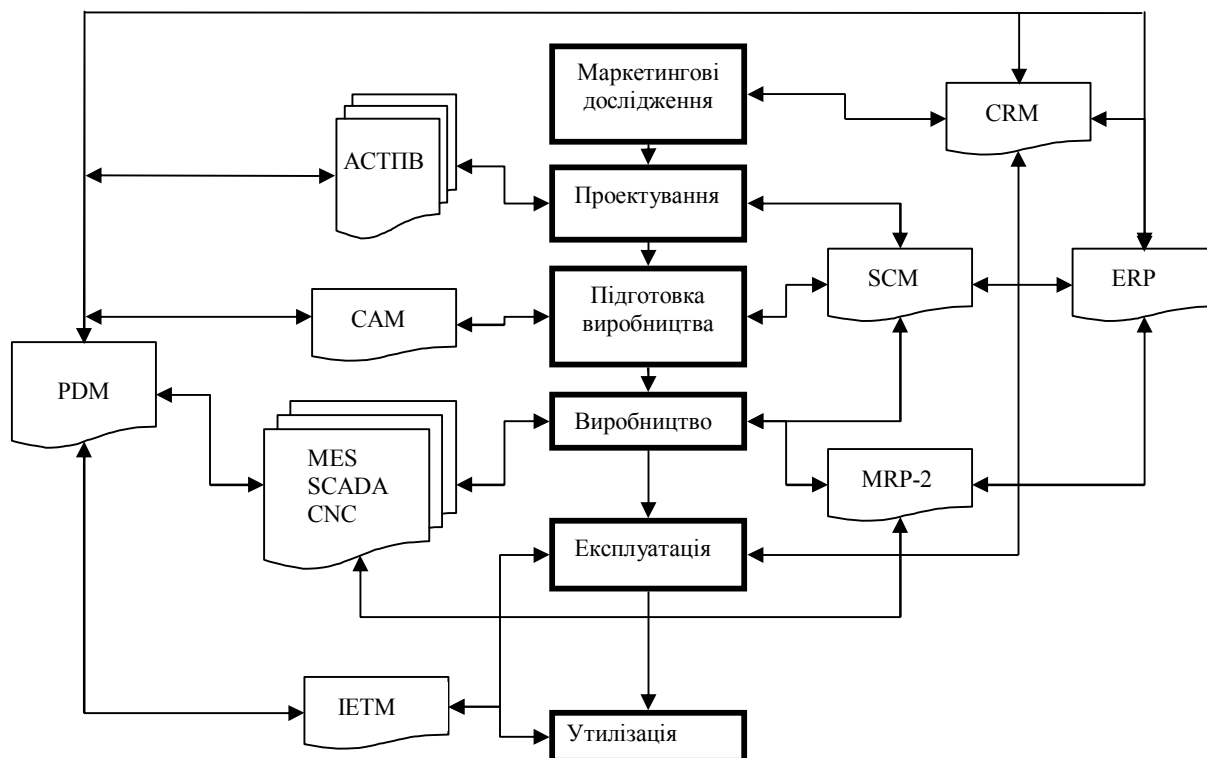 Маркетингові
дослідження
CRM
АСТПВ
Проектування
SCM
ERP
Підготовка
виробництва
CAM
PDM
Виробництво
MES
SCADA
CNC
MRP-2
Експлуатація
IETM
Утилізація